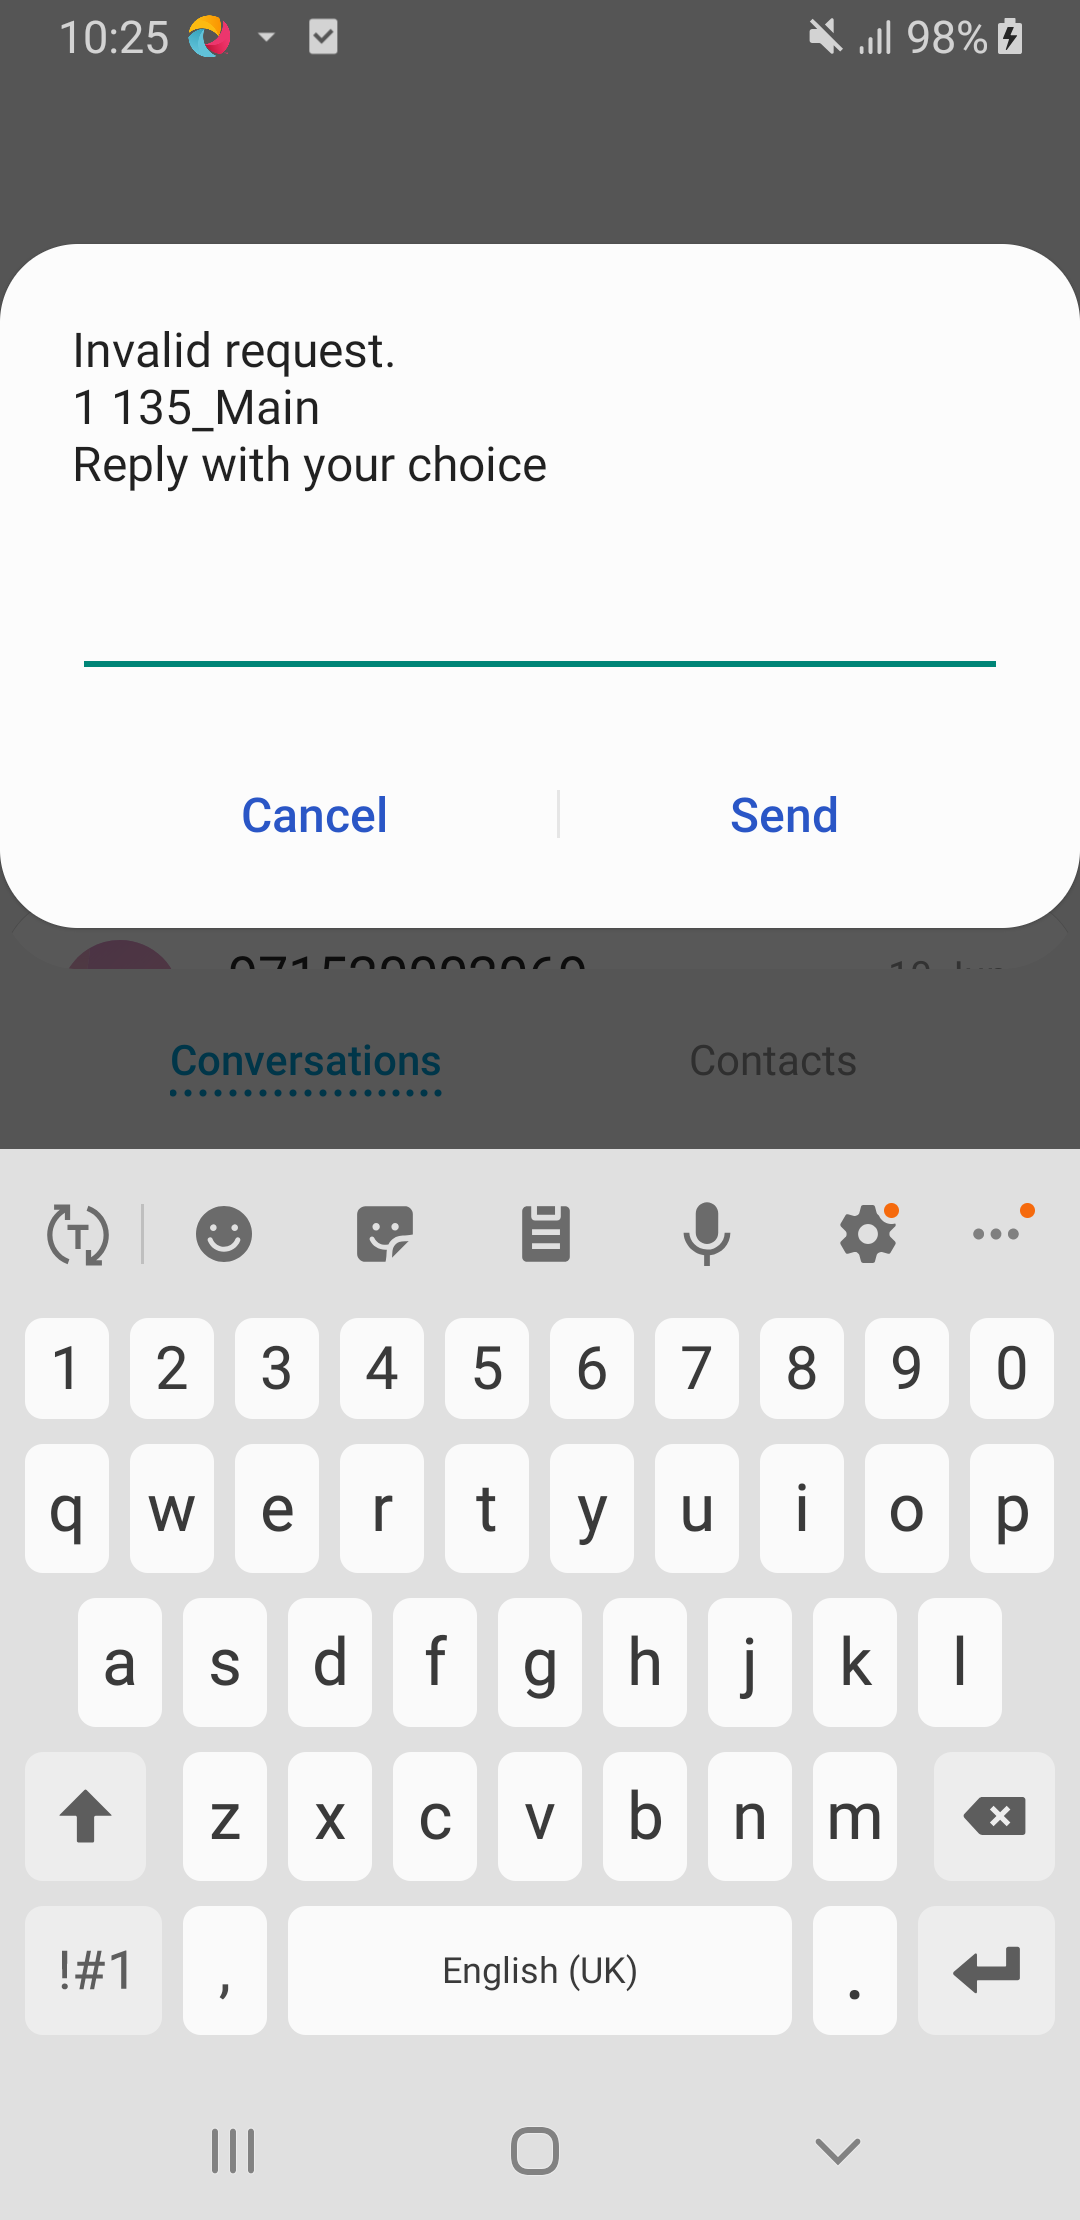 10:25
98%
Invalid request.
1 135_Main
Reply with your choice
Cancel
Send
Conversations
Contacts
1 2 3 4 5 6 7 8 9 0
q w e r t y u i o p
a s d f g h j k l
z x c v b n m
!#1 , English (UK) .